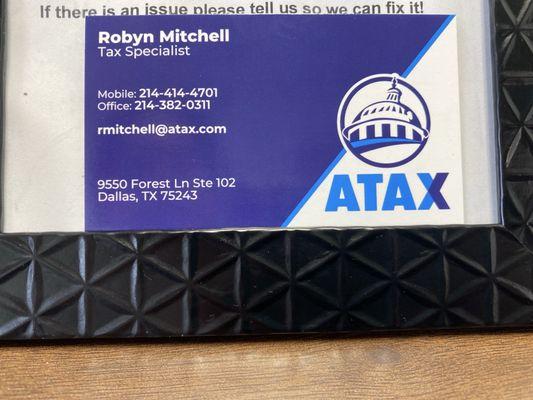 If there is an issue please tell us so we can fix it!
Robyn Mitchell
Tax Specialist
Mobile: 214-414-4701
Office: 214-382-0311
rmitchell@atax.com
9550 Forest Ln Ste 102
Dallas, TX 75243
ATAX